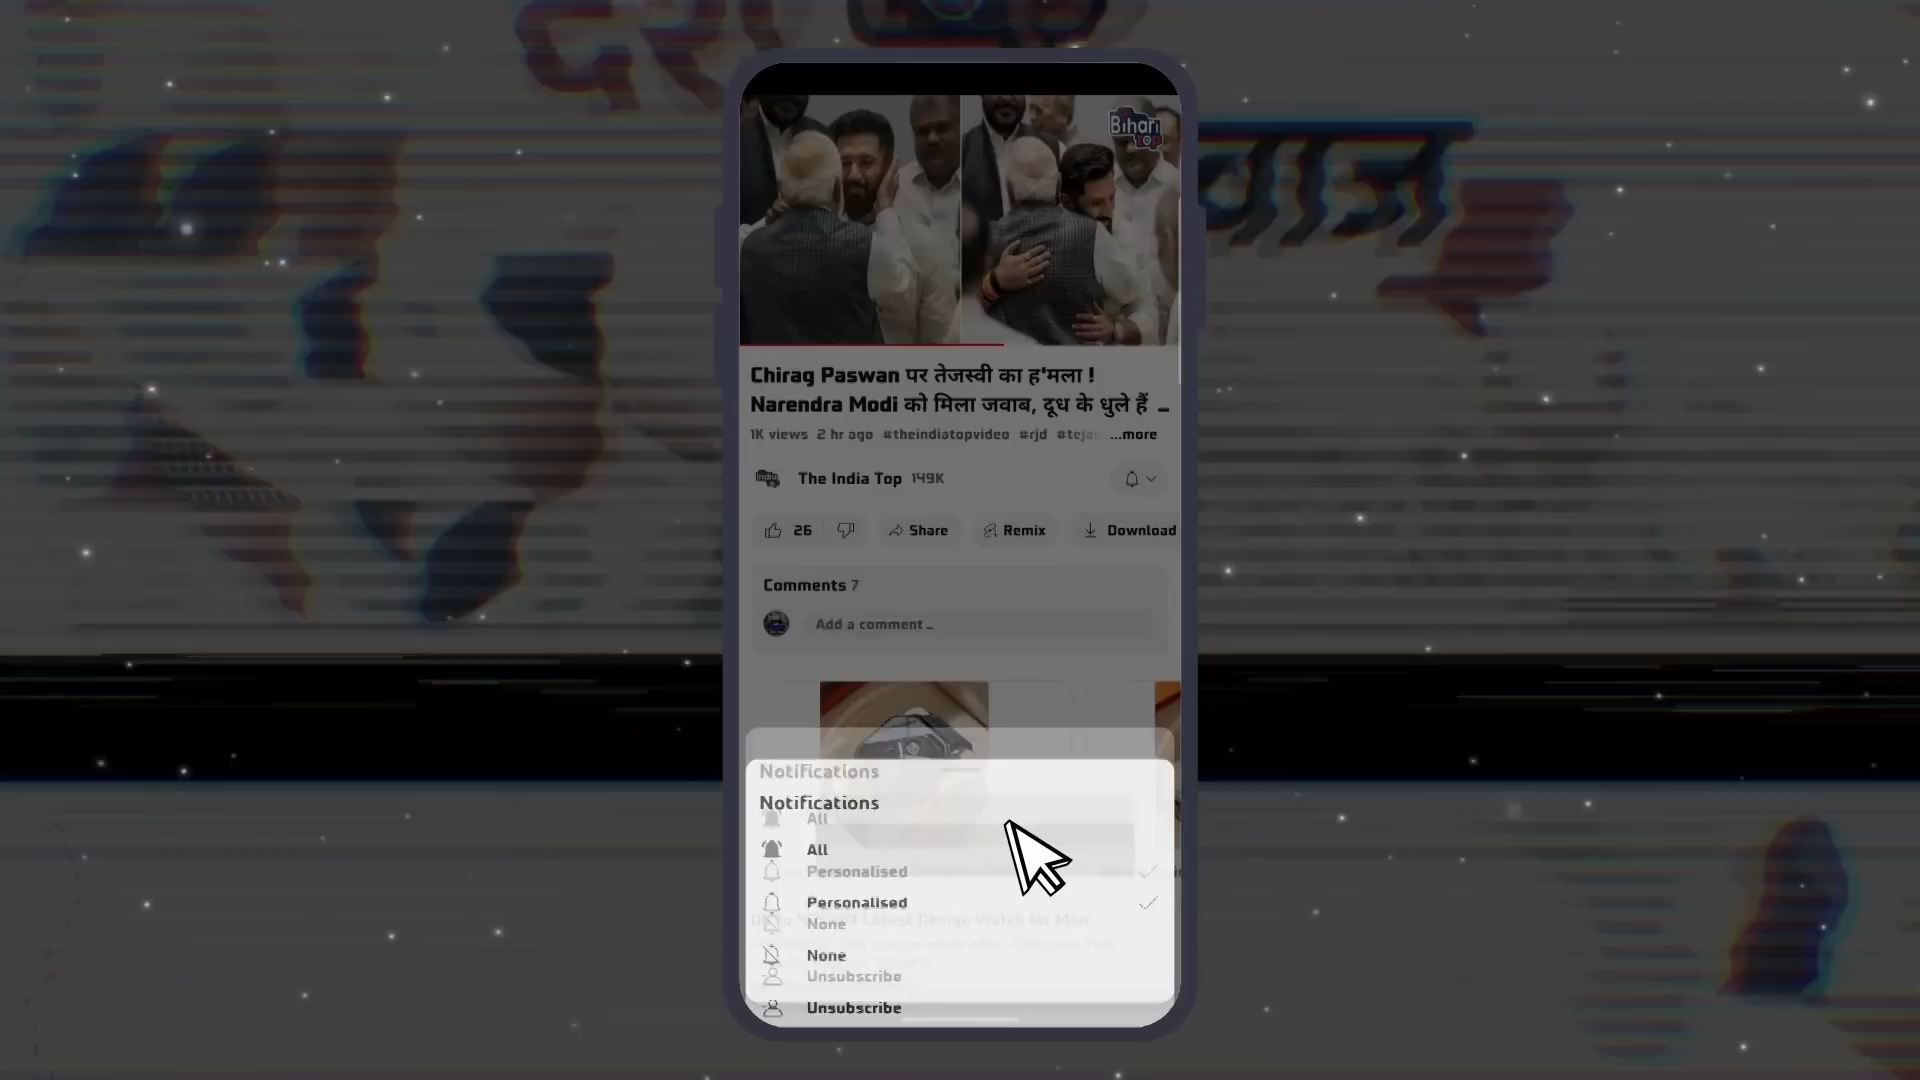 Bihari
top
Chirag Paswan पर तेजस्वी का ह'मला !
Narendra Modi को मिला जवाब, दूध के धुले हैं ...
1K views 2 hr ago #theindiatopvideo #rjd #teja ...more
The India Top 149K
26 Share Remix Download
Comments 7
Add a comment...
Notifications
Notifications
All
All
Personalised
Personalised
None
None
Unsubscribe
Unsubscribe